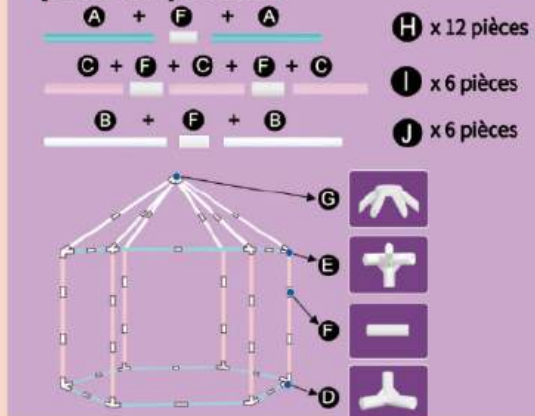 A + F + A
H x 12 pièces
C + F + C + F + C
I x 6 pièces
B + F + B
J x 6 pièces
G
E
F
D